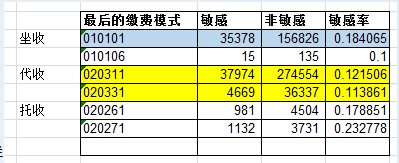 最后的缴费模式 敏感 非敏感 敏感率
坐收 010101 35378 156826 0.184065
010106 15 135 0.1
代收 020311 37974 274554 0.121506
020331 4669 36337 0.113861
托收 020261 981 4504 0.178851
020271 1132 3731 0.232778